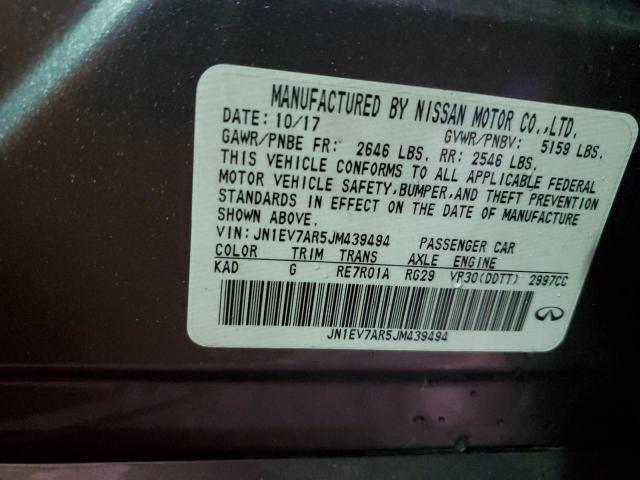 MANUFACTURED BY NISSAN MOTOR CO.,LTD.
DATE: 10/17 GVWR/PNBV: 5159 LBS.
GAWR/PNBE FR: 2646 LBS. RR: 2546 LBS.
THIS VEHICLE CONFORMS TO ALL APPLICABLE FEDERAL
MOTOR VEHICLE SAFETY,BUMPER,AND THEFT PREVENTION
STANDARDS IN EFFECT ON THE DATE OF MANUFACTURE
SHOWN ABOVE.
VIN: JN1EV7AR5JM439494 PASSENGER CAR
COLOR TRIM TRANS AXLE ENGINE
KAD G RE7R01A RG29 VR30(DDTT) 2997CC
JN1EV7AR5JM439494